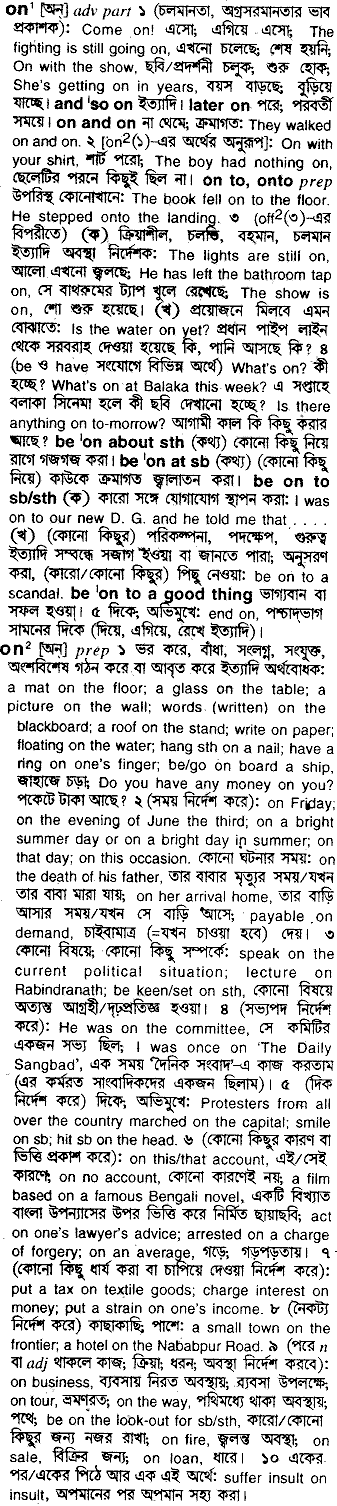 on¹ [অন্] adv part ১ (চলমানতা, অগ্রসরমানতার ভাব
প্রকাশক): Come on! এসো; এগিয়ে এসো; The
fighting is still going on, এখনো চলেছে; শেষ হয়নি;
On with the show, ছবি/প্রদর্শনী চলুক, শুরু হোক;
She's getting on in years, বয়স বাড়ছে; বুড়িয়ে
যাচ্ছে। and 'so on ইত্যাদি। later on পরে; পরবর্তী
সময়ে। on and on না থেমে; ক্রমাগত: They walked
on and on. ২ [on²(১)-এর অর্থের অনুরূপ]: On with
your shirt, শার্ট পরো; The boy had nothing on,
ছেলেটির পরনে কিছুই ছিল না। on to, onto prep
উপরিস্থ কোনোখানে: The book fell on to the floor.
He stepped onto the landing. ৩ (off²(৩)-এর
বিপরীতে) (ক) ক্রিয়াশীল, চলন্তি, বহমান, চলমান
ইত্যাদি অবস্থা নির্দেশক: The lights are still on,
আলো এখনো জ্বলছে; He has left the bathroom tap
on, সে বাথরুমের ট্যাপ খুলে রেখেছে; The show is
on, শো শুরু হয়েছে। (খ) প্রয়োজনে মিলবে এমন
বোঝাতে: Is the water on yet? প্রধান পাইপ লাইন
থেকে সরবরাহ দেওয়া হয়েছে কি, পানি আসছে কি? ৪
(be ও have সংযোগে বিভিন্ন অর্থে) What's on? কী
হচ্ছে? What's on at Balaka this week? এ সপ্তাহে
বলাকা সিনেমা হলে কী ছবি দেখানো হচ্ছে? Is there
anything on to-morrow? আগামী কাল কি কিছু করার
আছে? be 'on about sth (কথ্য) কোনো কিছু নিয়ে
রাগে গজগজ করা। be 'on at sb (কথ্য) (কোনো কিছু
নিয়ে) কাউকে ক্রমাগত জ্বালাতন করা। be on to
sb/sth (ক) কারো সঙ্গে যোগাযোগ স্থাপন করা: I was
on to our new D. G. and he told me that . . . .
(খ) (কোনো কিছুর) পরিকল্পনা, পদক্ষেপ, গুরুত্ব
ইত্যাদি সম্বন্ধে সজাগ হওয়া বা জানতে পারা; অনুসরণ
করা, (কারো/কোনো কিছুর) পিছু নেওয়া: be on to a
scandal. be 'on to a good thing ভাগ্যবান বা
সফল হওয়া। ৫ দিকে; অভিমুখে: end on, পশ্চাদ্ভাগ
সামনের দিকে (দিয়ে, এগিয়ে, রেখে ইত্যাদি)।
on² [অন্] prep ১ ভর করে, বাঁধা, সংলগ্ন, সংযুক্ত,
অংশবিশেষ গঠন করে বা আবৃত করে ইত্যাদি অর্থবোধক:
a mat on the floor; a glass on the table; a
picture on the wall; words (written) on the
blackboard; a roof on the stand; write on paper;
floating on the water; hang sth on a nail; have a
ring on one's finger; be/go on board a ship,
জাহাজে চড়া; Do you have any money on you?
পকেটে টাকা আছে? ২ (সময় নির্দেশ করে): on Friday;
on the evening of June the third; on a bright
summer day or on a bright day in summer; on
that day; on this occasion. কোনো ঘটনার সময়: on
the death of his father, তার বাবার মৃত্যুর সময়/যখন
তার বাবা মারা যায়; on her arrival home, তার বাড়ি
আসার সময়/যখন সে বাড়ি আসে; payable on
demand, চাইবামাত্র (=যখন চাওয়া হবে) দেয়। ৩
কোনো বিষয়ে; কোনো কিছু সম্পর্কে: speak on the
current political situation; lecture on
Rabindranath; be keen/set on sth, কোনো বিষয়ে
অত্যন্ত আগ্রহী/দৃঢ়প্রতিজ্ঞ হওয়া। ৪ (সভ্যপদ নির্দেশ
করে): He was on the committee, সে কমিটির
একজন সভ্য ছিল; I was once on 'The Daily
Sangbad', এক সময় 'দৈনিক সংবাদ'-এ কাজ করতাম
(এর কর্মরত সাংবাদিকদের একজন ছিলাম)। ৫ (দিক
নির্দেশ করে) দিকে; অভিমুখে: Protesters from all
over the country marched on the capital; smile
on sb; hit sb on the head. ৬ (কোনো কিছুর কারণ বা
ভিত্তি প্রকাশ করে): on this/that account, এই/সেই
কারণে; on no account, কোনো কারণেই নয়; a film
based on a famous Bengali novel, একটি বিখ্যাত
বাংলা উপন্যাসের উপর ভিত্তি করে নির্মিত ছায়াছবি; act
on one's lawyer's advice; arrested on a charge
of forgery; on an average, গড়ে; গড়পড়তায়। ৭
(কোনো কিছু ধার্য করা বা চাপিয়ে দেওয়া নির্দেশ করে):
put a tax on textile goods; charge interest on
money; put a strain on one's income. ৮ (নৈকট্য
নির্দেশ করে) কাছাকাছি; পাশে: a small town on the
frontier; a hotel on the Nababpur Road. ৯ (পরে n
বা adj থাকলে কাজ; ক্রিয়া; ধরন; অবস্থা নির্দেশ করবে):
on business, ব্যবসায় নিরত অবস্থায়; ব্যবসা উপলক্ষে;
on tour, ভ্রমণরত; on the way, পথিমধ্যে থাকা অবস্থায়;
পথে; be on the look-out for sb/sth, কারো/কোনো
কিছুর জন্য নজর রাখা; on fire, জ্বলন্ত অবস্থা; on
sale, বিক্রির জন্য; on loan, ধারে। ১০ একের
পর/একের পিঠে আর এক এই অর্থে: suffer insult on
insult, অপমানের পর অপমান সহ্য করা।